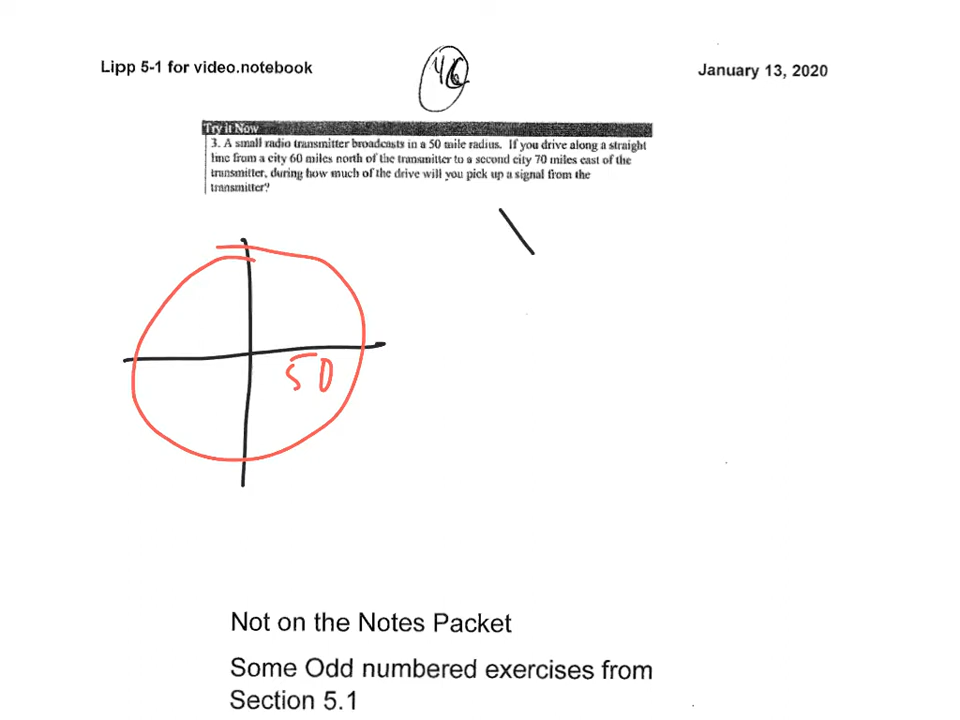 Lipp 5-1 for video.notebook
46
January 13, 2020
Try it Now
3. A small radio transmitter broadcasts in a 50 mile radius. If you drive along a straight
line from a city 60 miles north of the transmitter to a second city 70 miles east of the
transmitter, during how much of the drive will you pick up a signal from the
transmitter?
50
Not on the Notes Packet
Some Odd numbered exercises from
Section 5.1